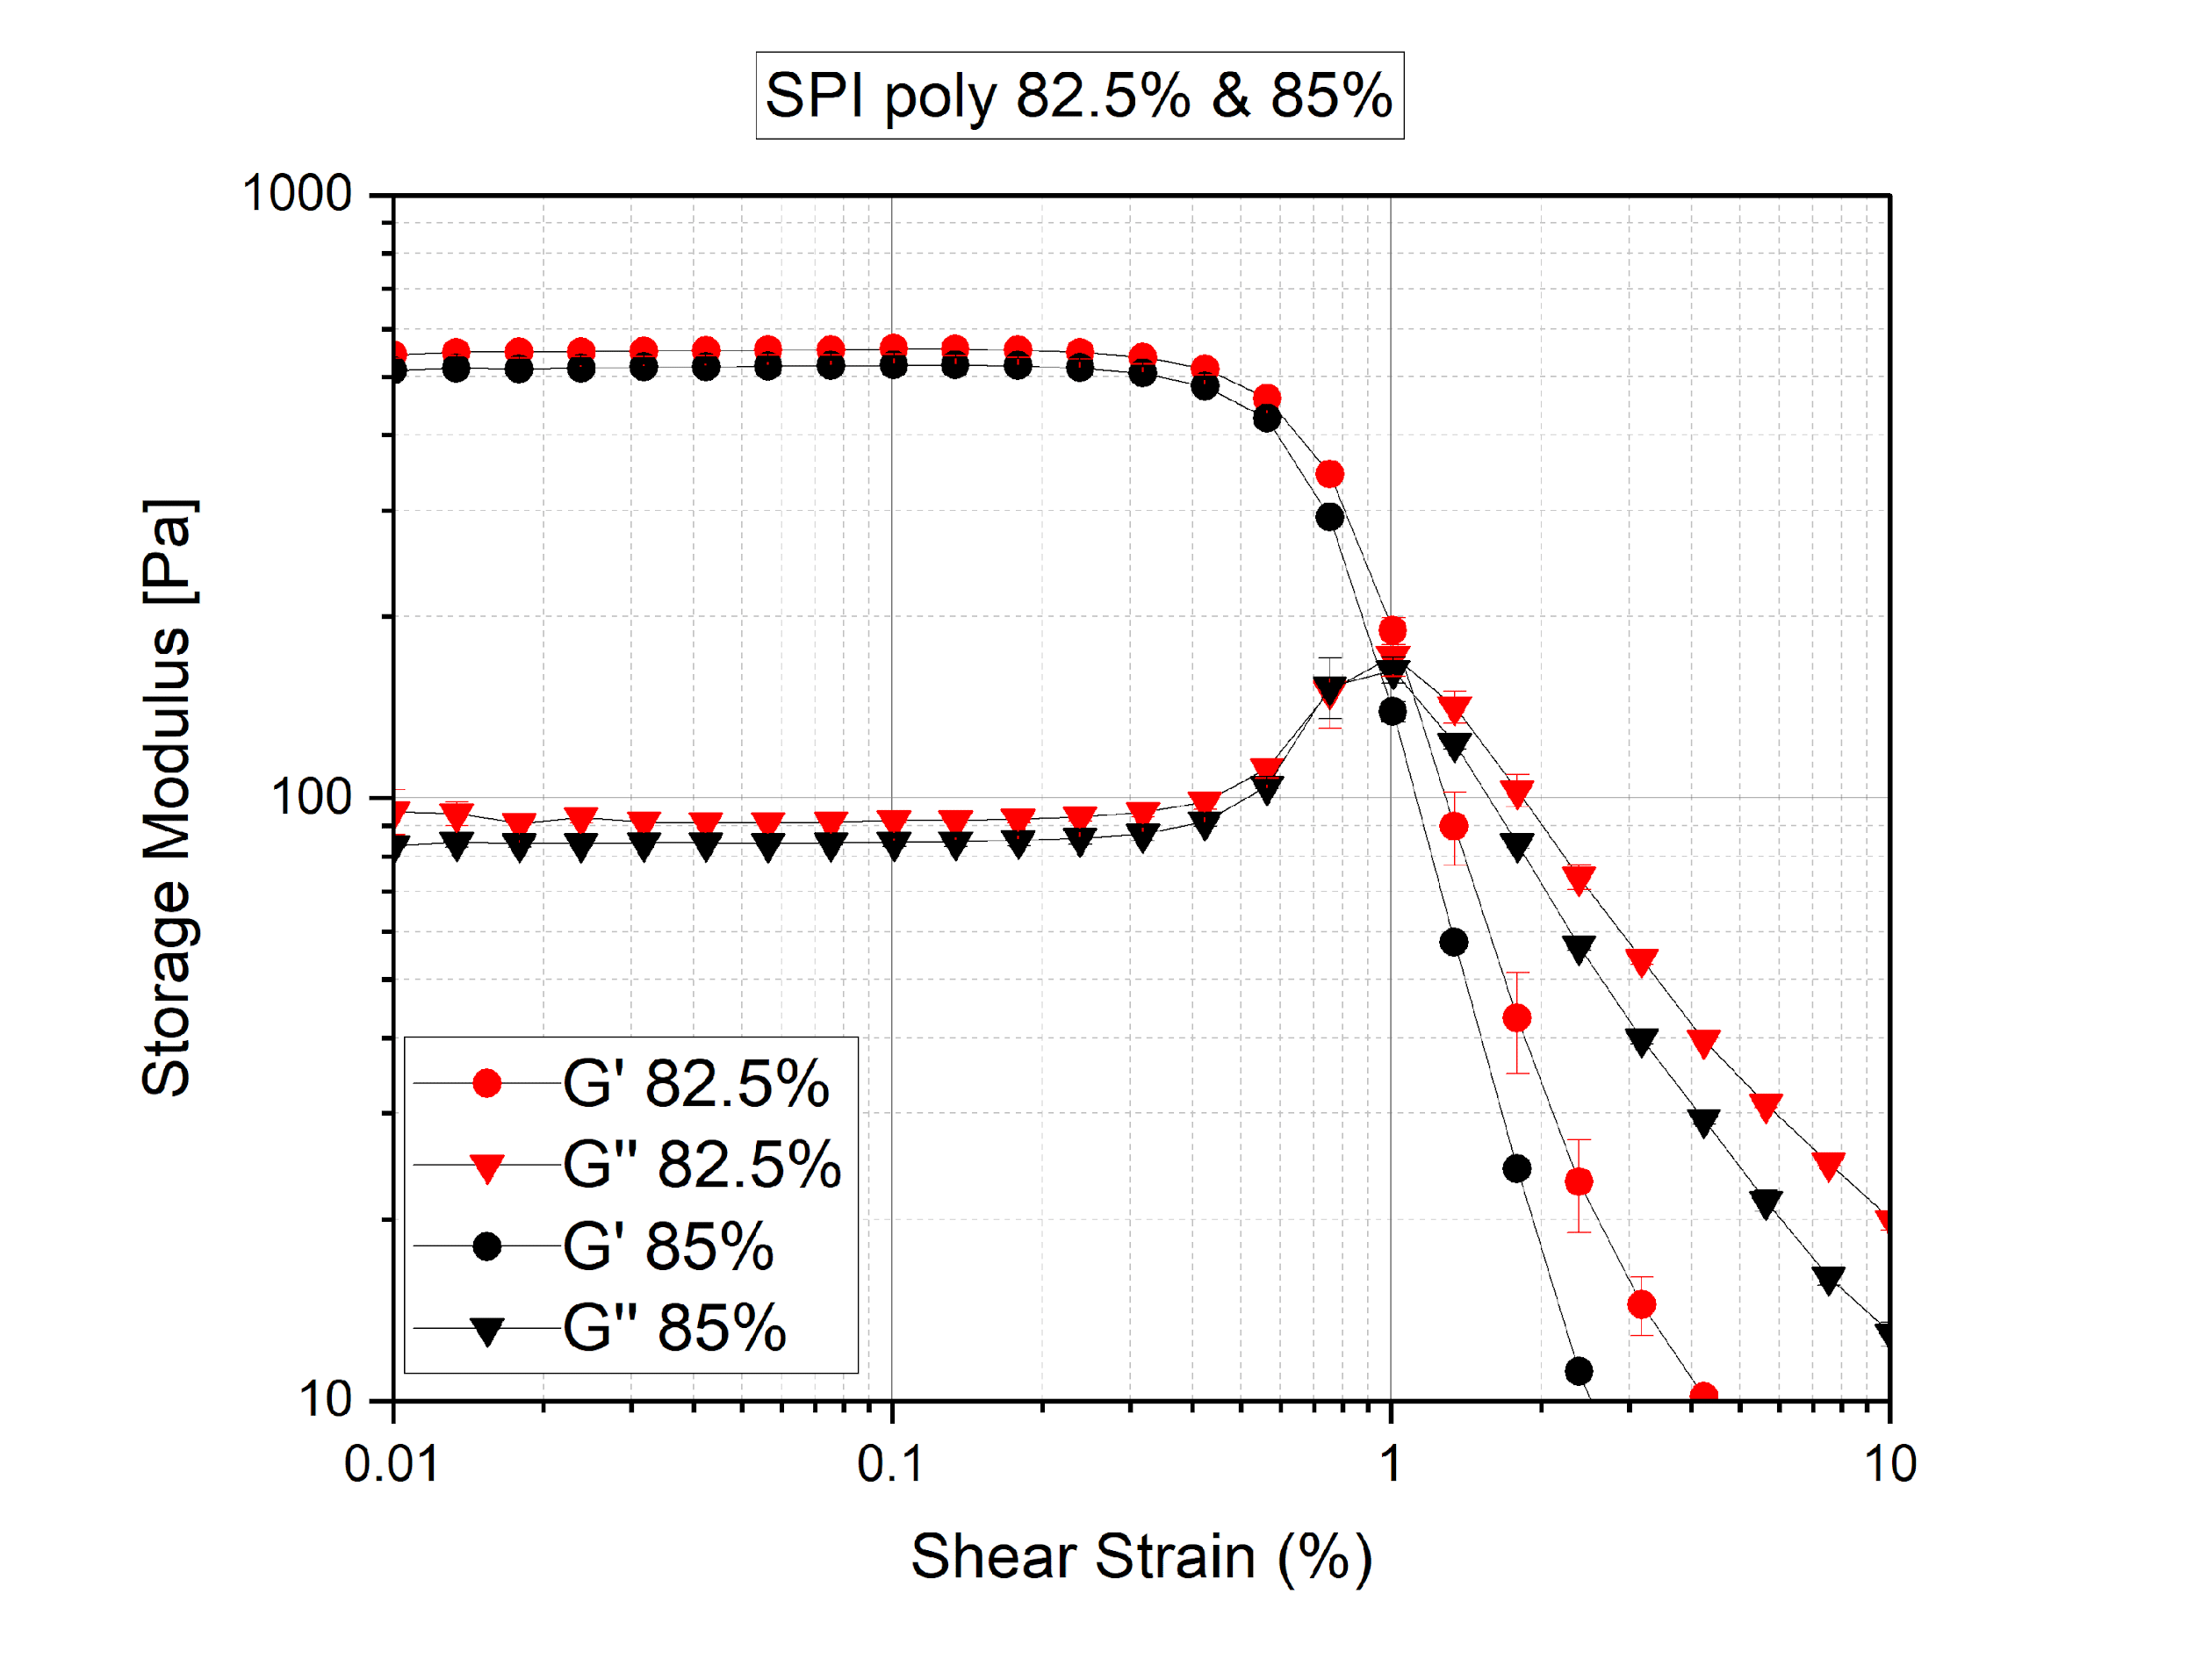 SPI poly 82.5% & 85%
1000
100
10
Storage Modulus [Pa]
G' 82.5%
G" 82.5%
G' 85%
G" 85%
0.01
0.1
1
10
Shear Strain (%)